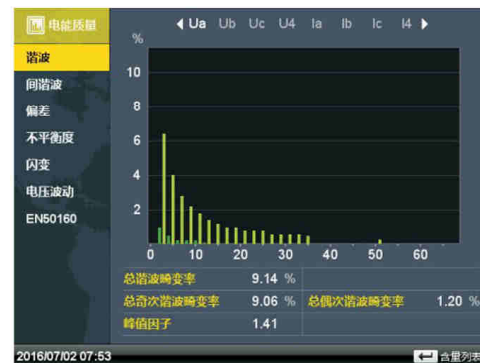 电能质量
Ua Ub Uc U4 Ia Ib Ic I4
%
谐波
间谐波
偏差
不平衡度
闪变
电压波动
EN50160
10
8
6
4
2
0 10 20 30 40 50 60
总谐波畸变率 9.14 %
总奇次谐波畸变率 9.06 % 总偶次谐波畸变率 1.20 %
峰值因子 1.41
2016/07/02 07:53 含量列表